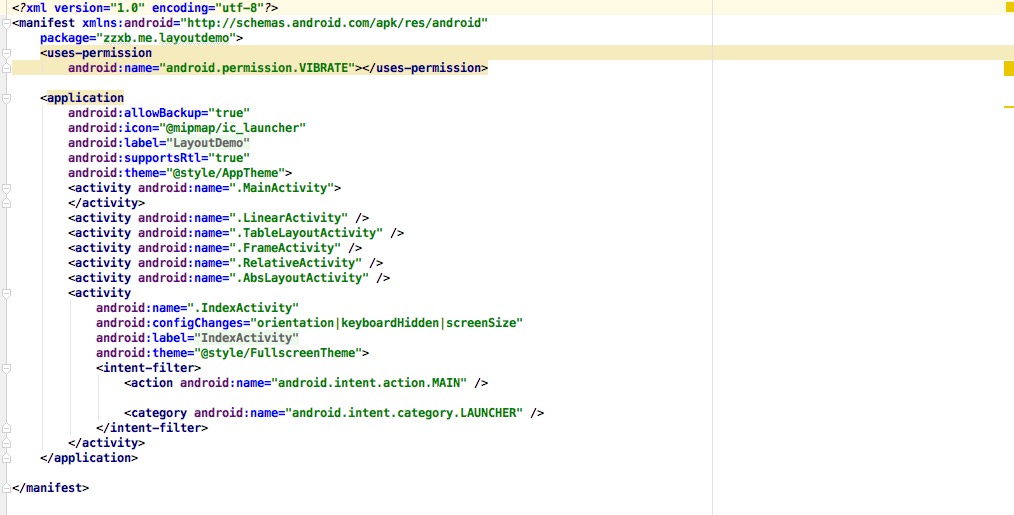 <?xml version="1.0" encoding="utf-8"?>
<manifest xmlns:android="http://schemas.android.com/apk/res/android"
    package="zzxb.me.layoutdemo">
    <uses-permission
        android:name="android.permission.VIBRATE"></uses-permission>

    <application
        android:allowBackup="true"
        android:icon="@mipmap/ic_launcher"
        android:label="LayoutDemo"
        android:supportsRtl="true"
        android:theme="@style/AppTheme">
        <activity android:name=".MainActivity">
        </activity>
        <activity android:name=".LinearActivity" />
        <activity android:name=".TableLayoutActivity" />
        <activity android:name=".FrameActivity" />
        <activity android:name=".RelativeActivity" />
        <activity android:name=".AbsLayoutActivity" />
        <activity
            android:name=".IndexActivity"
            android:configChanges="orientation|keyboardHidden|screenSize"
            android:label="IndexActivity"
            android:theme="@style/FullscreenTheme">
            <intent-filter>
                <action android:name="android.intent.action.MAIN" />

                <category android:name="android.intent.category.LAUNCHER" />
            </intent-filter>
        </activity>
    </application>

</manifest>